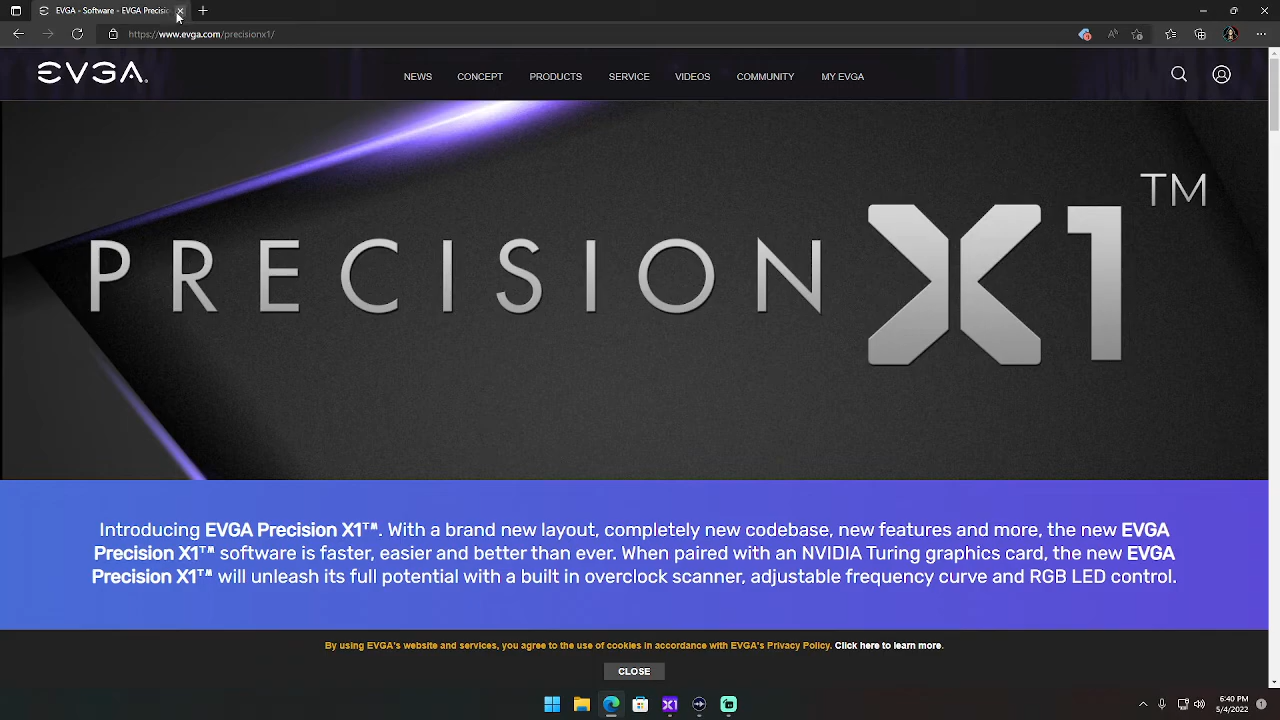 EVGA - Software - EVGA Precisio
https://www.evga.com/precisionx1/
EVGA
NEWS CONCEPT PRODUCTS SERVICE VIDEOS COMMUNITY MY EVGA
PRECISION X1 TM
Introducing EVGA Precision X1™. With a brand new layout, completely new codebase, new features and more, the new EVGA
Precision X1™ software is faster, easier and better than ever. When paired with an NVIDIA Turing graphics card, the new EVGA
Precision X1™ will unleash its full potential with a built in overclock scanner, adjustable frequency curve and RGB LED control.
By using EVGA's website and services, you agree to the use of cookies in accordance with EVGA's Privacy Policy. Click here to learn more.
CLOSE
X1
6:40 PM
5/4/2022